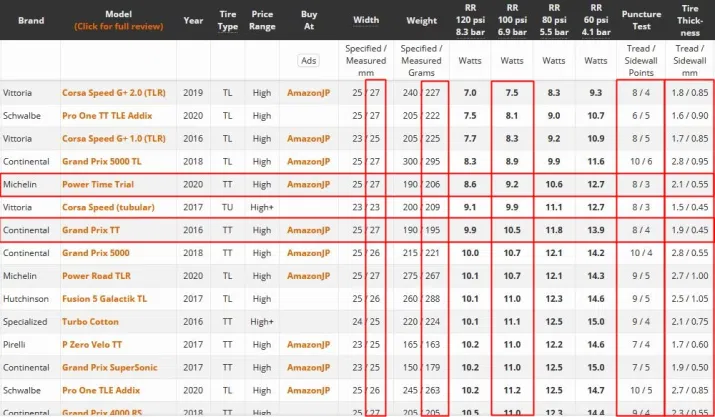 Brand Model (Click for full review) Year Tire Type Price Range Buy At Width Weight RR 120 psi 8.3 bar RR 100 psi 6.9 bar RR 80 psi 5.5 bar RR 60 psi 4.1 bar Puncture Test Tire Thick-ness
Ads Specified / Measured mm Specified / Measured Grams Watts Watts Watts Watts Tread / Sidewall Points Tread / Sidewall mm
Vittoria Corsa Speed G+ 2.0 (TLR) 2019 TL High AmazonJP 25 / 27 240 / 227 7.0 7.5 8.3 9.3 8 / 4 1.8 / 0.85
Schwalbe Pro One TT TLE Addix 2020 TL High AmazonJP 25 / 27 205 / 222 7.5 8.1 9.0 10.7 6 / 5 1.6 / 0.90
Vittoria Corsa Speed G+ 1.0 (TLR) 2016 TL High AmazonJP 23 / 25 205 / 225 7.7 8.3 9.2 10.9 8 / 5 1.7 / 0.85
Continental Grand Prix 5000 TL 2018 TL High AmazonJP 25 / 27 300 / 295 8.3 8.9 9.9 11.6 10 / 6 2.8 / 0.95
Michelin Power Time Trial 2020 TT High AmazonJP 25 / 27 190 / 206 8.6 9.2 10.6 12.7 8 / 3 2.1 / 0.55
Vittoria Corsa Speed (tubular) 2017 TU High+ 23 / 23 200 / 209 9.1 9.9 11.1 12.7 8 / 3 1.5 / 0.45
Continental Grand Prix TT 2016 TT High AmazonJP 25 / 27 190 / 195 9.9 10.5 11.8 13.9 8 / 4 1.9 / 0.45
Continental Grand Prix 5000 2018 TT High AmazonJP 25 / 26 215 / 221 10.0 10.7 12.1 14.2 10 / 4 2.8 / 0.55
Michelin Power Road TLR 2020 TL High AmazonJP 25 / 27 275 / 267 10.1 10.7 12.1 14.3 9 / 5 2.7 / 1.00
Hutchinson Fusion 5 Galactik TL 2017 TL High 25 / 26 260 / 288 10.2 11.0 12.3 14.6 9 / 5 2.5 / 1.05
Specialized Turbo Cotton 2016 TT High+ 24 / 25 220 / 224 10.1 11.1 12.5 15.0 9 / 4 2.1 / 0.75
Pirelli P Zero Velo TT 2017 TT High AmazonJP 23 / 25 165 / 163 10.2 11.0 12.2 14.6 7 / 4 1.7 / 0.60
Continental Grand Prix SuperSonic 2017 TT High AmazonJP 23 / 25 150 / 179 10.2 11.0 12.5 15.0 7 / 5 1.9 / 0.50
Schwalbe Pro One TLE Addix 2020 TL High AmazonJP 25 / 26 245 / 263 10.2 11.2 12.5 14.7 10 / 5 2.7 / 0.85
Continental Grand Prix 4000 RS 2018 TT High AmazonJP 25 / 27 205 / 205 10.5 11.0 12.3 14.4 9 / 4 2.3 / 0.55